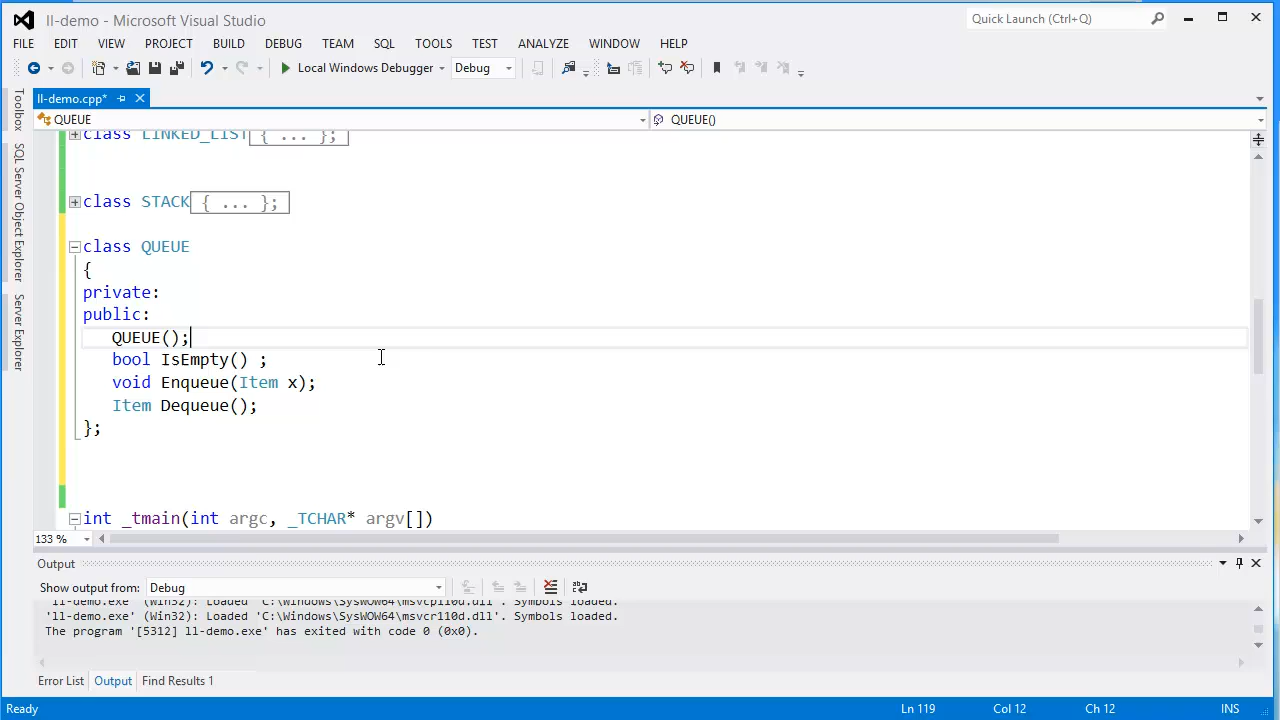 ll-demo - Microsoft Visual Studio
Quick Launch (Ctrl+Q)
FILE EDIT VIEW PROJECT BUILD DEBUG TEAM SQL TOOLS TEST ANALYZE WINDOW HELP
Local Windows Debugger Debug
ll-demo.cpp*
QUEUE QUEUE()
Toolbox
SQL Server Object Explorer
Server Explorer
class LINKED_LIST{ ... };
class STACK{ ... };
class QUEUE
{
private:
public:
QUEUE();
bool IsEmpty() ;
void Enqueue(Item x);
Item Dequeue();
};
int _tmain(int argc, _TCHAR* argv[])
133 %
Output
Show output from: Debug
'll-demo.exe' (Win32): Loaded 'C:\Windows\SysWOW64\msvcp110d.dll'. Symbols loaded.
'll-demo.exe' (Win32): Loaded 'C:\Windows\SysWOW64\msvcr110d.dll'. Symbols loaded.
The program '[5312] ll-demo.exe' has exited with code 0 (0x0).
Error List Output Find Results 1
Ready Ln 119 Col 12 Ch 12 INS